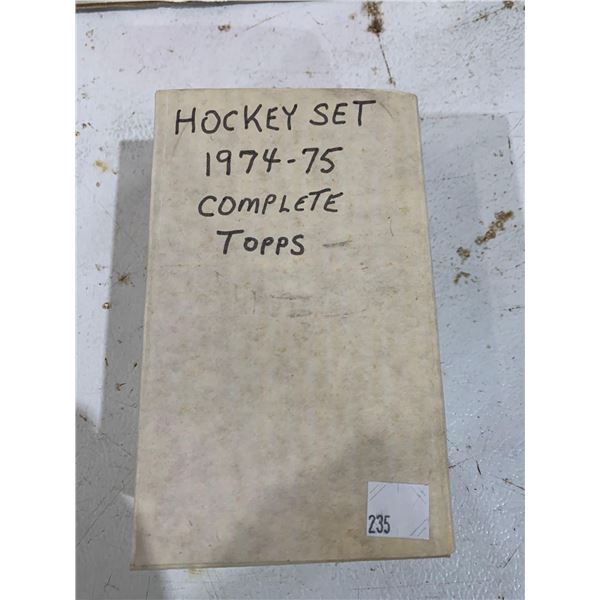 HOCKEY SET
1974-75
COMPLETE
TOPPS
235